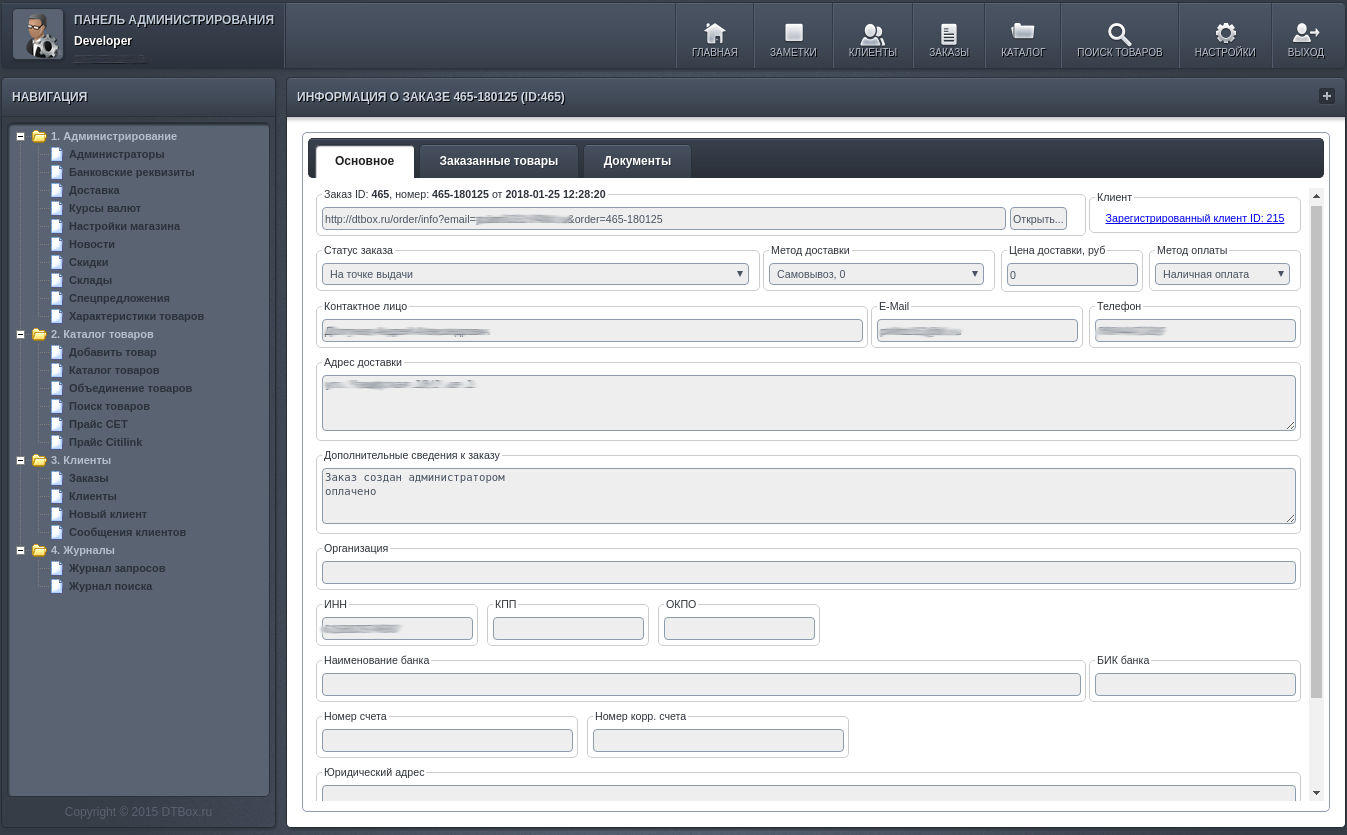 ПАНЕЛЬ АДМИНИСТРИРОВАНИЯ
Developer
ГЛАВНАЯ
ЗАМЕТКИ
КЛИЕНТЫ
ЗАКАЗЫ
КАТАЛОГ
ПОИСК ТОВАРОВ
НАСТРОЙКИ
ВЫХОД
НАВИГАЦИЯ
1. Администрирование
Администраторы
Банковские реквизиты
Доставка
Курсы валют
Настройки магазина
Новости
Скидки
Склады
Спецпредложения
Характеристики товаров
2. Каталог товаров
Добавить товар
Каталог товаров
Объединение товаров
Поиск товаров
Прайс СЕТ
Прайс Citilink
3. Клиенты
Заказы
Клиенты
Новый клиент
Сообщения клиентов
4. Журналы
Журнал запросов
Журнал поиска
Copyright © 2015 DTBox.ru
ИНФОРМАЦИЯ О ЗАКАЗЕ 465-180125 (ID:465)
Основное
Заказанные товары
Документы
Заказ ID: 465, номер: 465-180125 от 2018-01-25 12:28:20
http://dtbox.ru/order/info?email= &order=465-180125
Открыть...
Клиент
Зарегистрированный клиент ID: 215
Статус заказа
На точке выдачи
Метод доставки
Самовывоз, 0
Цена доставки, руб
0
Метод оплаты
Наличная оплата
Контактное лицо
E-Mail
Телефон
Адрес доставки
Дополнительные сведения к заказу
Заказ создан администратором
оплачено
Организация
ИНН
КПП
ОКПО
Наименование банка
БИК банка
Номер счета
Номер корр. счета
Юридический адрес